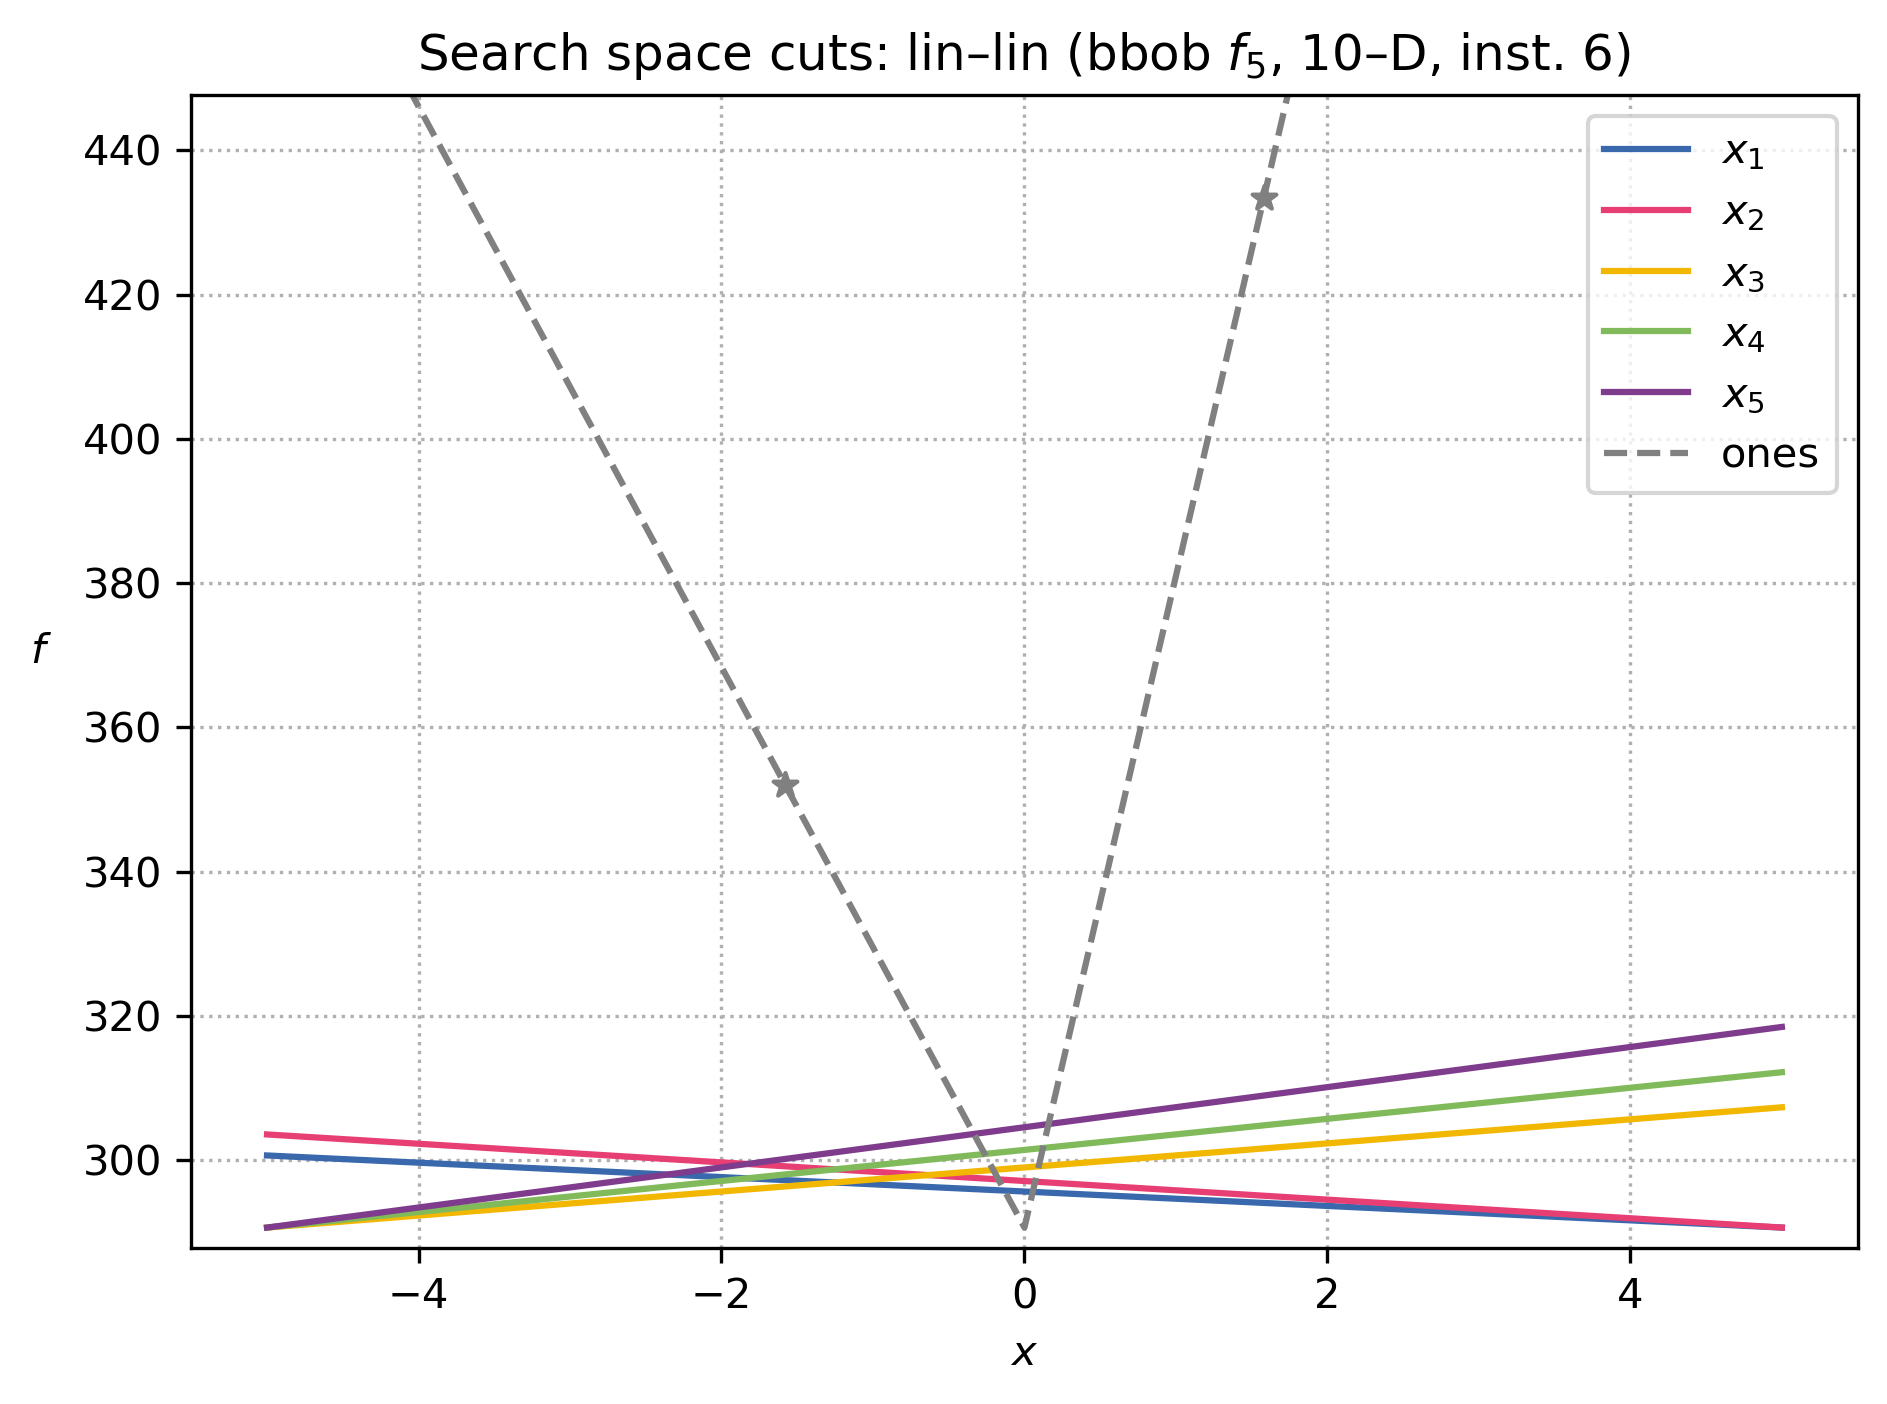 Search space cuts: lin–lin (bbob f₅, 10–D, inst. 6)
440
420
400
380
360
340
320
300
f
−4
−2
0
2
4
x
x₁
x₂
x₃
x₄
x₅
ones